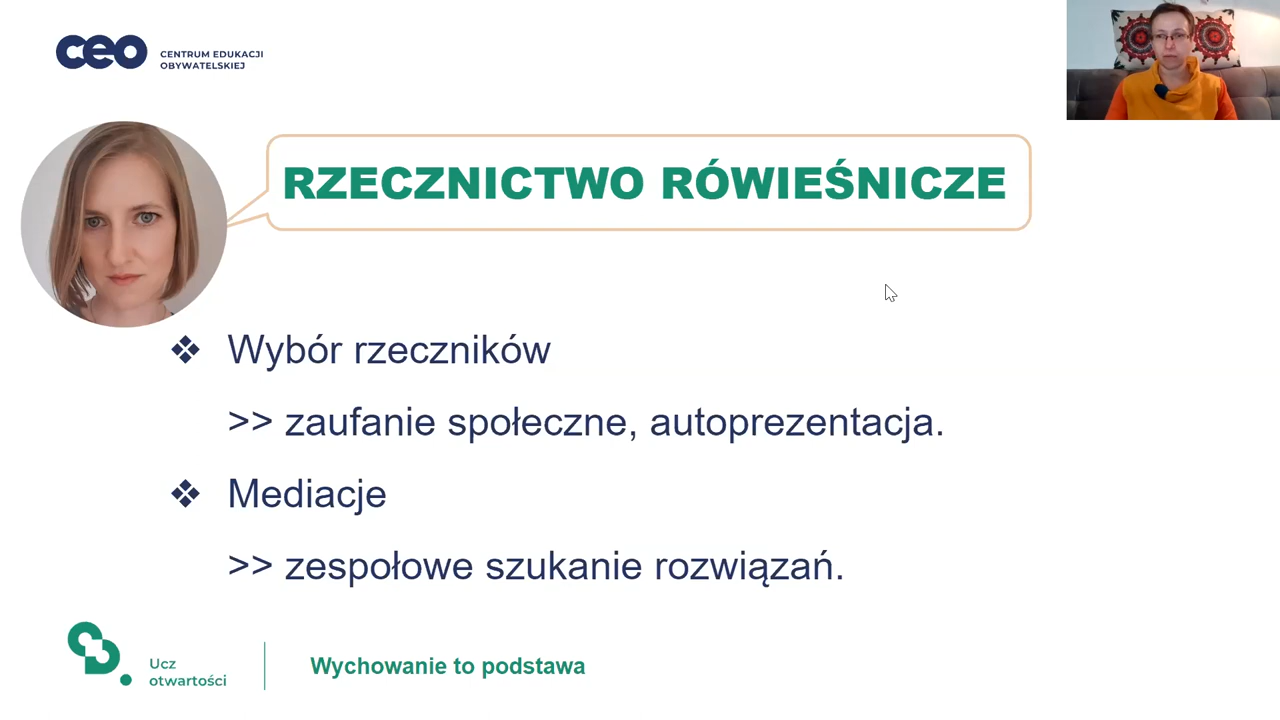 ceo
CENTRUM EDUKACJI
OBYWATELSKIEJ
RZECZNICTWO RÓWIEŚNICZE
❖ Wybór rzeczników
>> zaufanie społeczne, autoprezentacja.
❖ Mediacje
>> zespołowe szukanie rozwiązań.
Ucz
otwartości
Wychowanie to podstawa